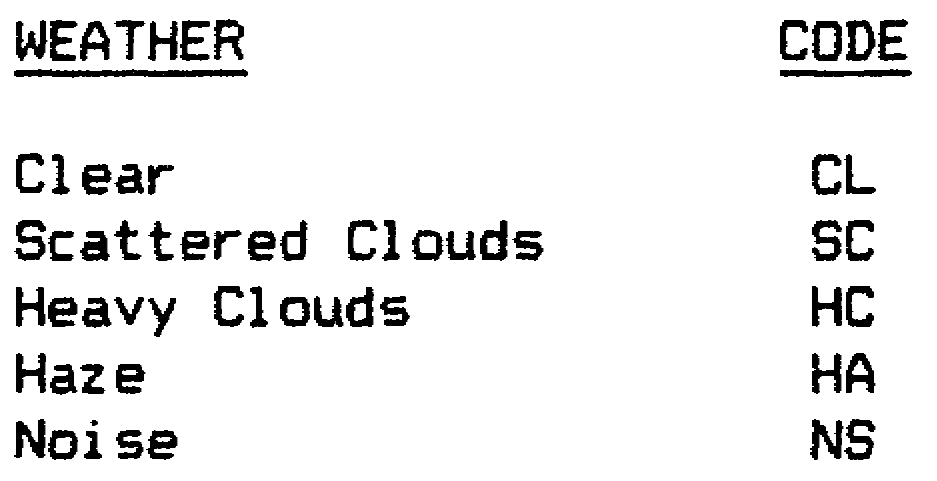 WEATHER CODE
Clear CL
Scattered Clouds SC
Heavy Clouds HC
Haze HA
Noise NS